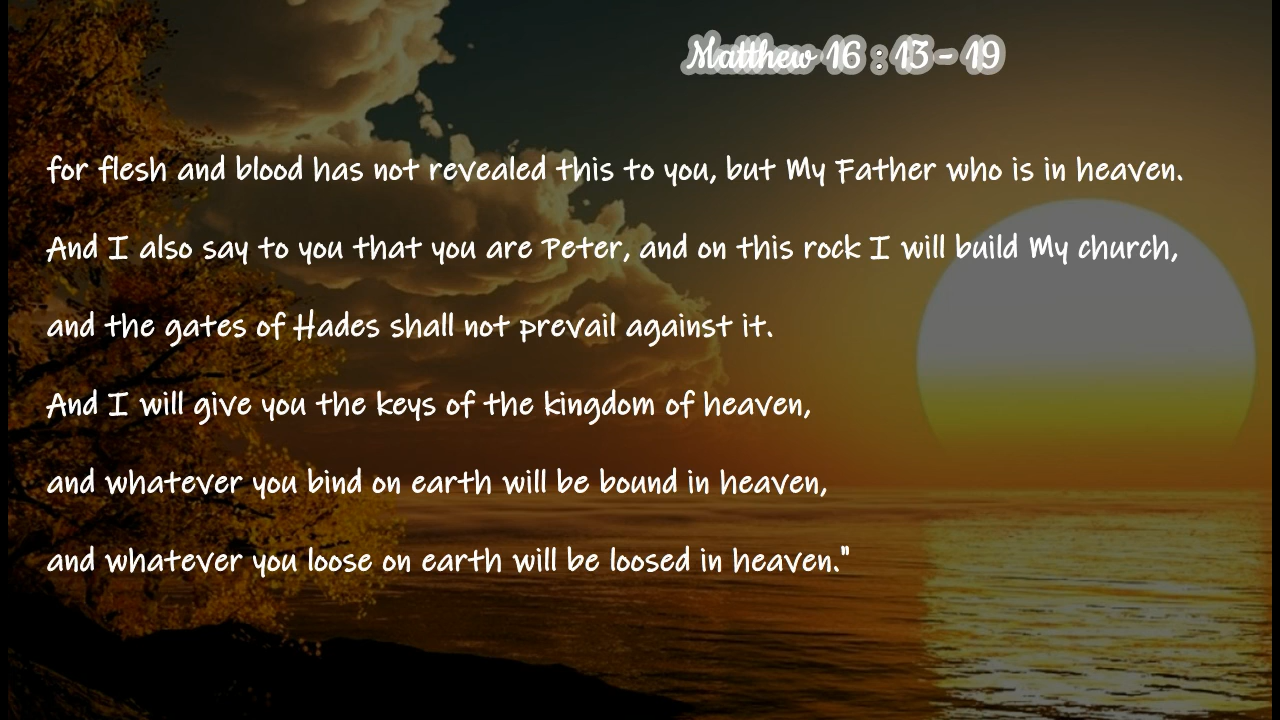 Matthew 16 : 13 - 19
for flesh and blood has not revealed this to you, but My Father who is in heaven.
And I also say to you that you are Peter, and on this rock I will build My church,
and the gates of Hades shall not prevail against it.
And I will give you the keys of the kingdom of heaven,
and whatever you bind on earth will be bound in heaven,
and whatever you loose on earth will be loosed in heaven."